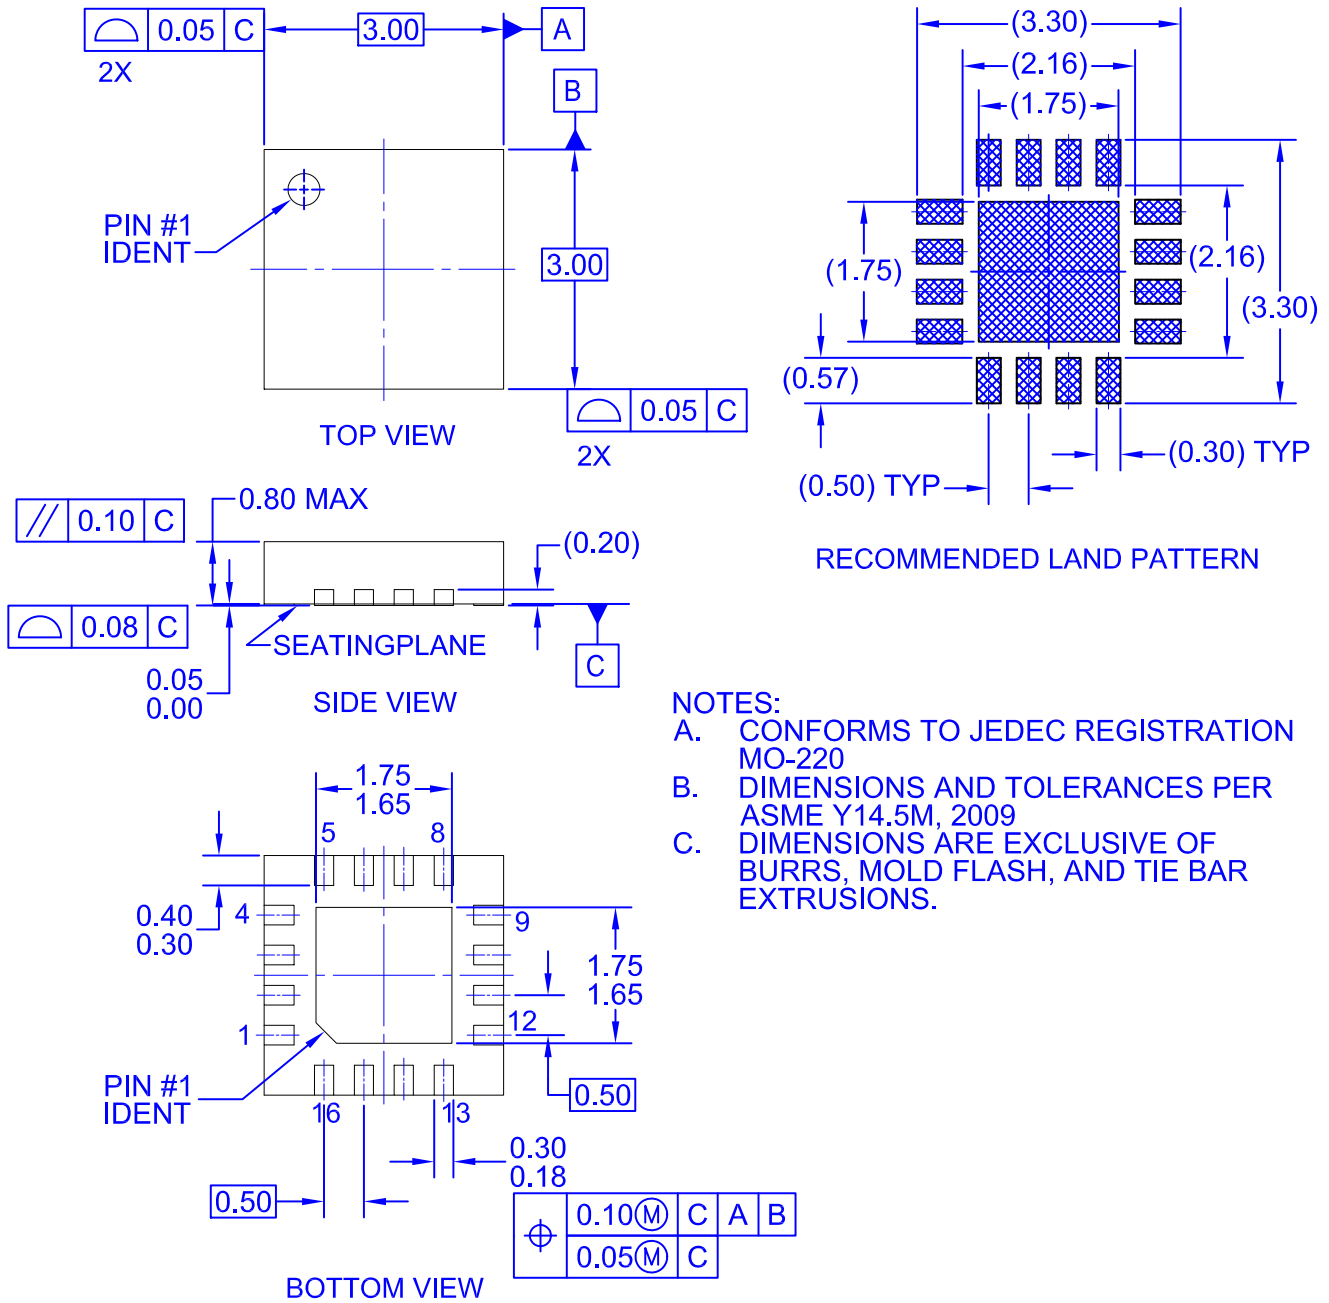 0.05 C
2X
3.00
A
B
PIN #1
IDENT
3.00
0.05 C
2X
TOP VIEW
(3.30)
(2.16)
(1.75)
(1.75)
(2.16)
(3.30)
(0.57)
(0.50) TYP
(0.30) TYP
RECOMMENDED LAND PATTERN
0.80 MAX
// 0.10 C
(0.20)
0.08 C
SEATINGPLANE
C
0.05
0.00
SIDE VIEW
NOTES:
A. CONFORMS TO JEDEC REGISTRATION
MO-220
B. DIMENSIONS AND TOLERANCES PER
ASME Y14.5M, 2009
C. DIMENSIONS ARE EXCLUSIVE OF
BURRS, MOLD FLASH, AND TIE BAR
EXTRUSIONS.
1.75
1.65
5
8
0.40
0.30
4
9
1.75
1.65
1
12
PIN #1
IDENT
16
13
0.50
0.30
0.18
0.50
0.10Ⓜ C A B
0.05Ⓜ C
BOTTOM VIEW